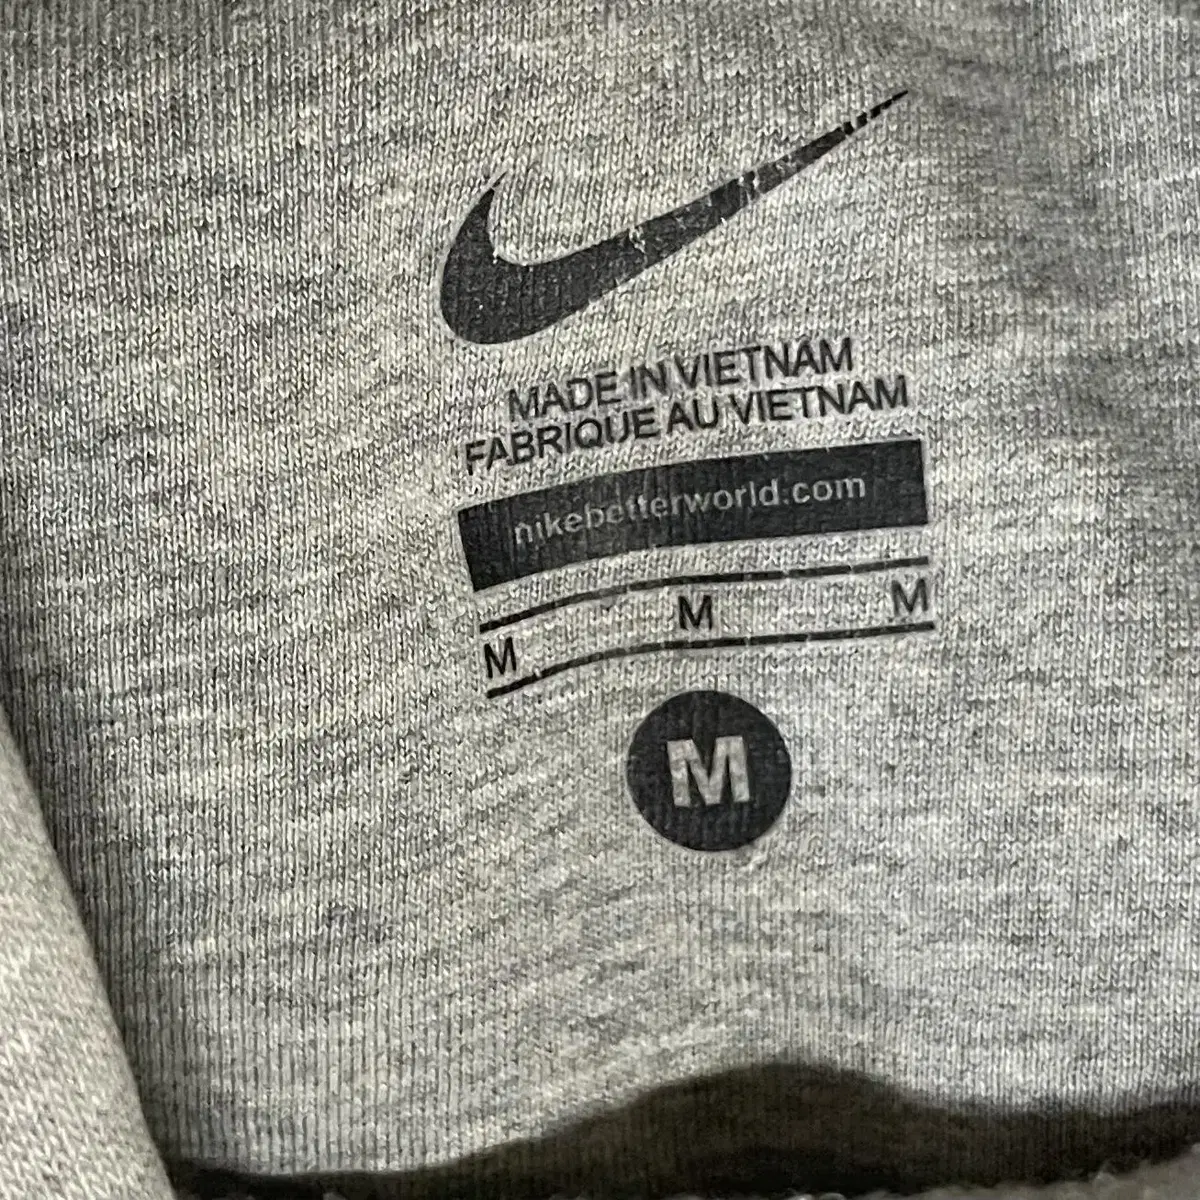 MADE IN VIETNAM
FABRIQUE AU VIETNAM
nikebetterworld.com
M M M
M